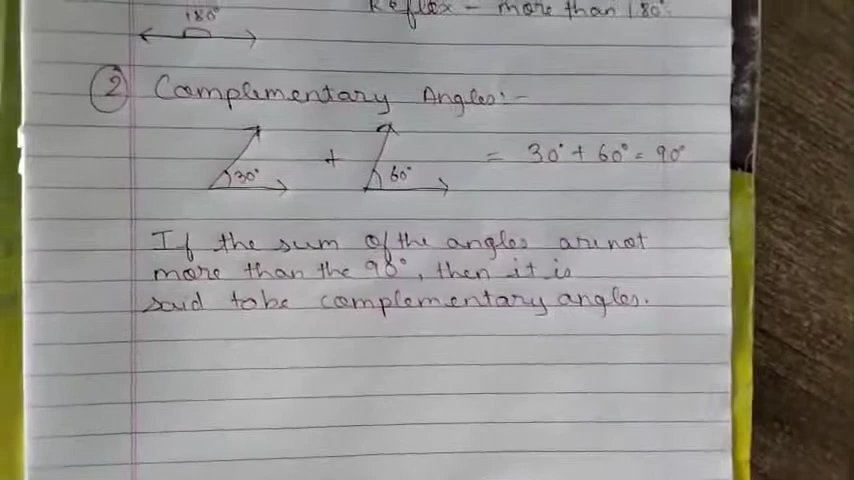 180°
Reflex - more than 180°.
2 Complementary Angles:-
30° + 60° = 30° + 60° = 90°
If the sum of the angles are not
more than the 90°, then it is
said to be complementary angles.